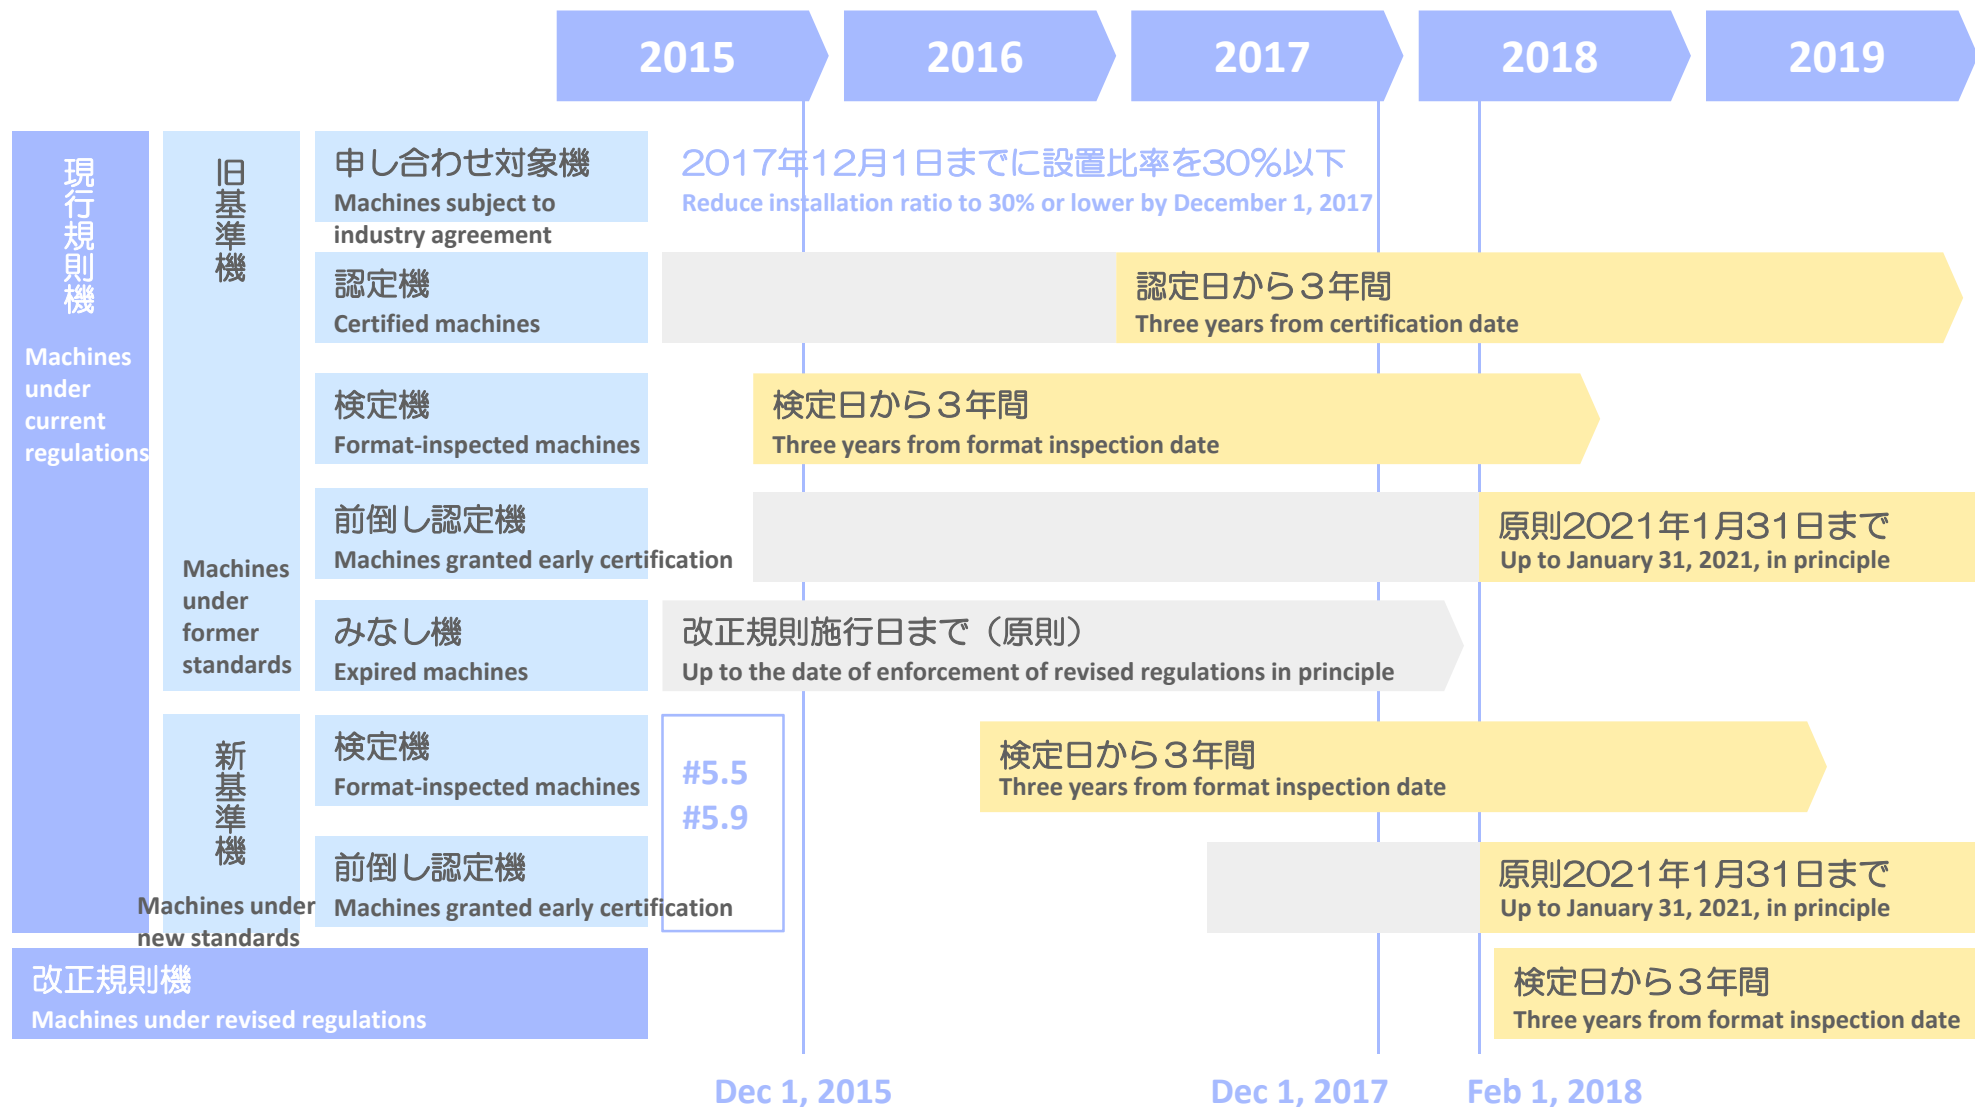 2015
2016
2017
2018
2019
現行規則機
Machines
under
current
regulations
旧基準機
Machines
under
former
standards
申し合わせ対象機
Machines subject to
industry agreement
2017年12月1日までに設置比率を30%以下
Reduce installation ratio to 30% or lower by December 1, 2017
認定機
Certified machines
認定日から３年間
Three years from certification date
検定機
Format-inspected machines
検定日から３年間
Three years from format inspection date
前倒し認定機
Machines granted early certification
原則2021年1月31日まで
Up to January 31, 2021, in principle
みなし機
Expired machines
改正規則施行日まで（原則）
Up to the date of enforcement of revised regulations in principle
新基準機
Machines under
new standards
検定機
Format-inspected machines
#5.5
#5.9
検定日から３年間
Three years from format inspection date
前倒し認定機
Machines granted early certification
原則2021年1月31日まで
Up to January 31, 2021, in principle
改正規則機
Machines under revised regulations
検定日から３年間
Three years from format inspection date
Dec 1, 2015
Dec 1, 2017
Feb 1, 2018